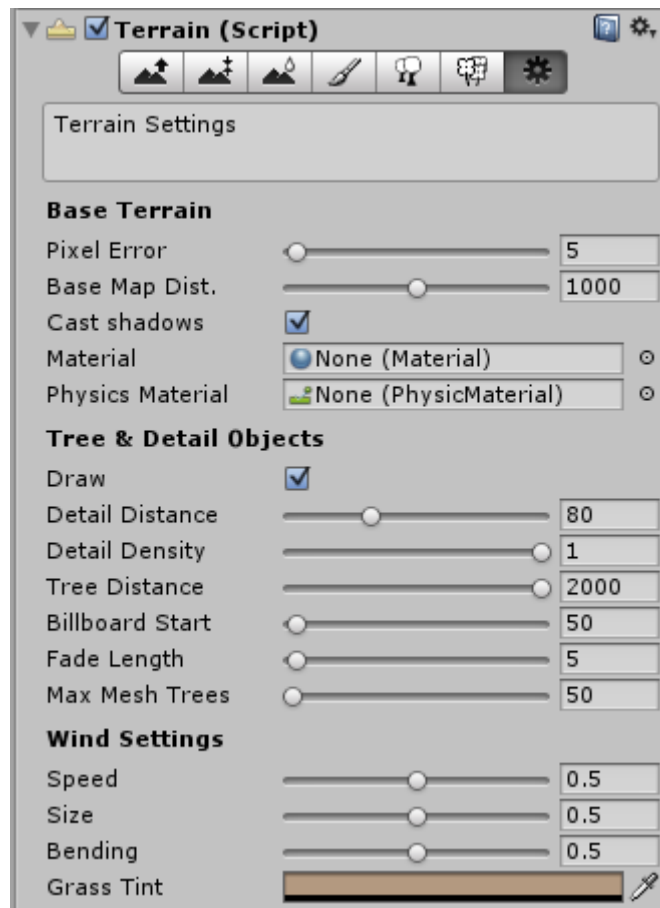 Terrain (Script)
Terrain Settings
Base Terrain
Pixel Error 5
Base Map Dist. 1000
Cast shadows
Material None (Material)
Physics Material None (PhysicMaterial)
Tree & Detail Objects
Draw
Detail Distance 80
Detail Density 1
Tree Distance 2000
Billboard Start 50
Fade Length 5
Max Mesh Trees 50
Wind Settings
Speed 0.5
Size 0.5
Bending 0.5
Grass Tint